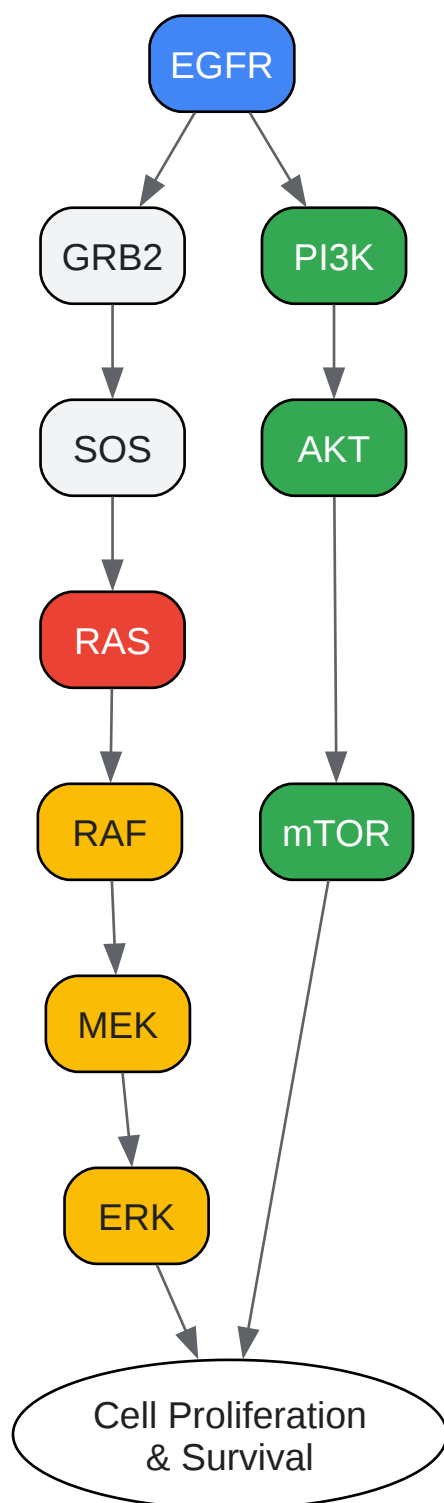 EGFR
GRB2
PI3K
SOS
AKT
RAS
RAF
mTOR
MEK
ERK
Cell Proliferation
& Survival